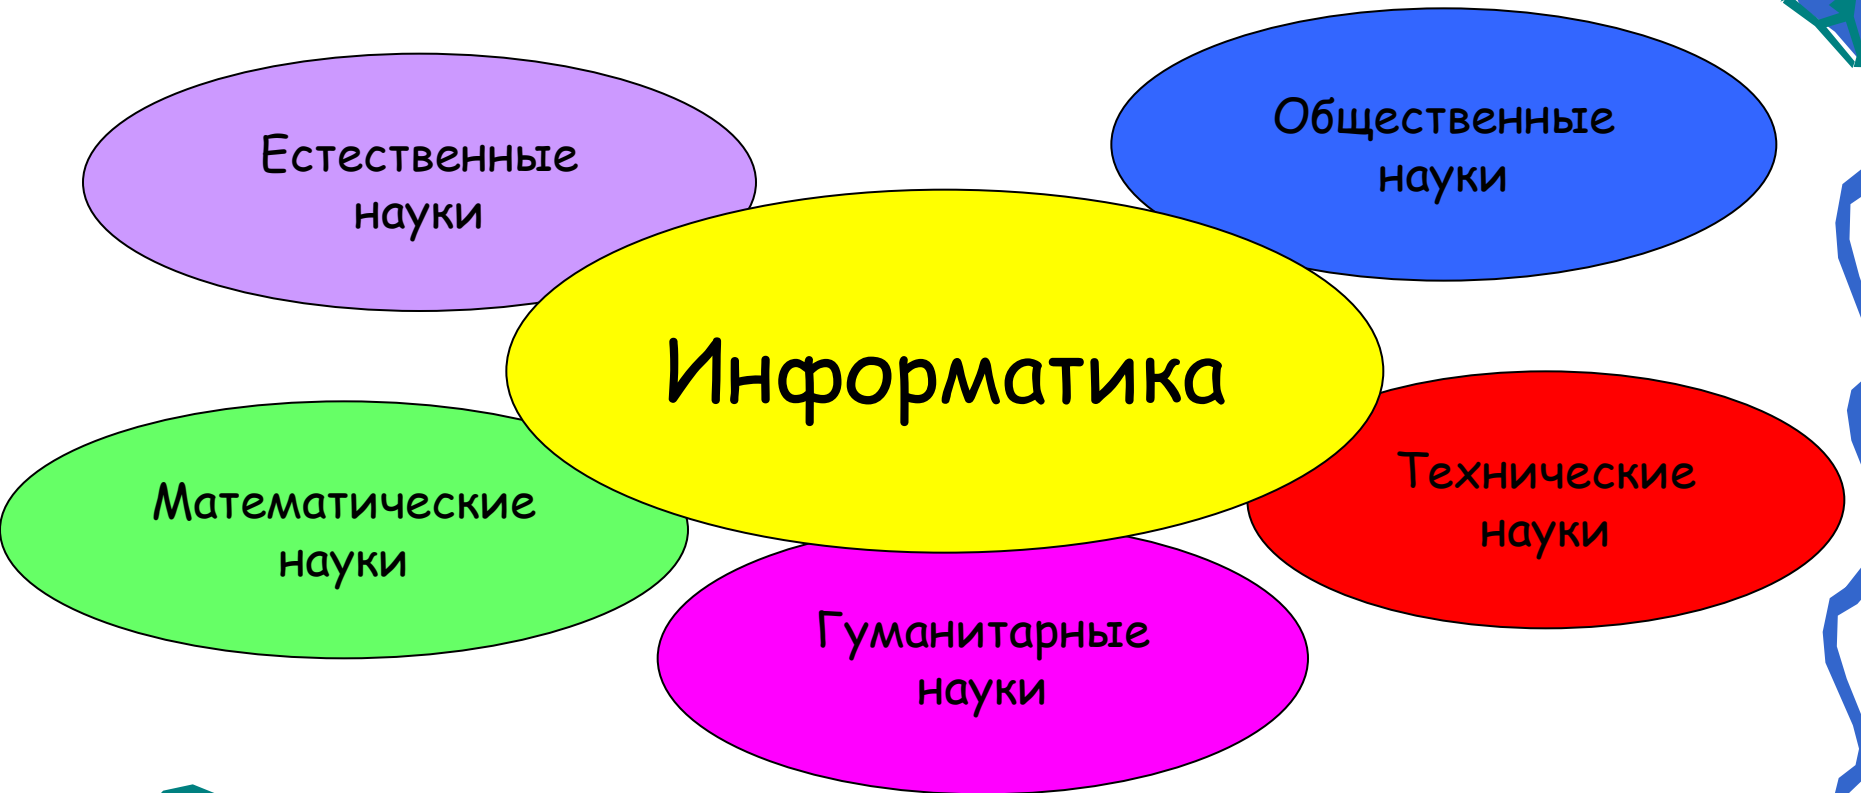 Естественные
науки
Общественные
науки
Информатика
Математические
науки
Технические
науки
Гуманитарные
науки